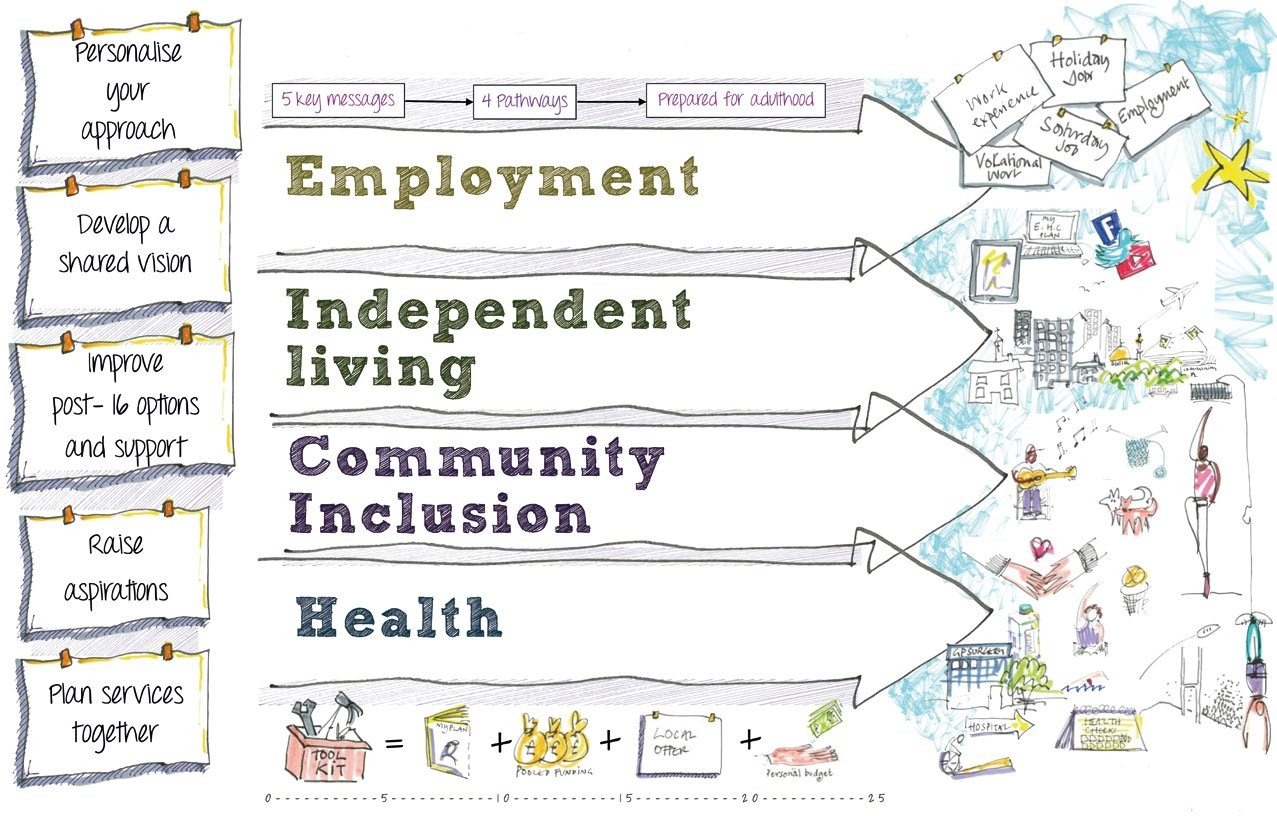 Personalise
your
approach
Develop a
shared vision
Improve
post-16 options
and support
Raise
aspirations
Plan services
together
5 key messages
4 Pathways
Prepared for adulthood
Employment
Independent
living
Community
Inclusion
Health
Work
experience
Holiday
Job
Employment
Saturday
Job
Vocational
Work
MY
E.H.C
PLAN
GP SURGERY
HOSPITAL
HEALTH
CHECK
TOOL
KIT
=
MY PLAN
+
£ £ £
POOLED FUNDING
+
LOCAL
OFFER
+
Personal budget
0 5 10 15 20 25